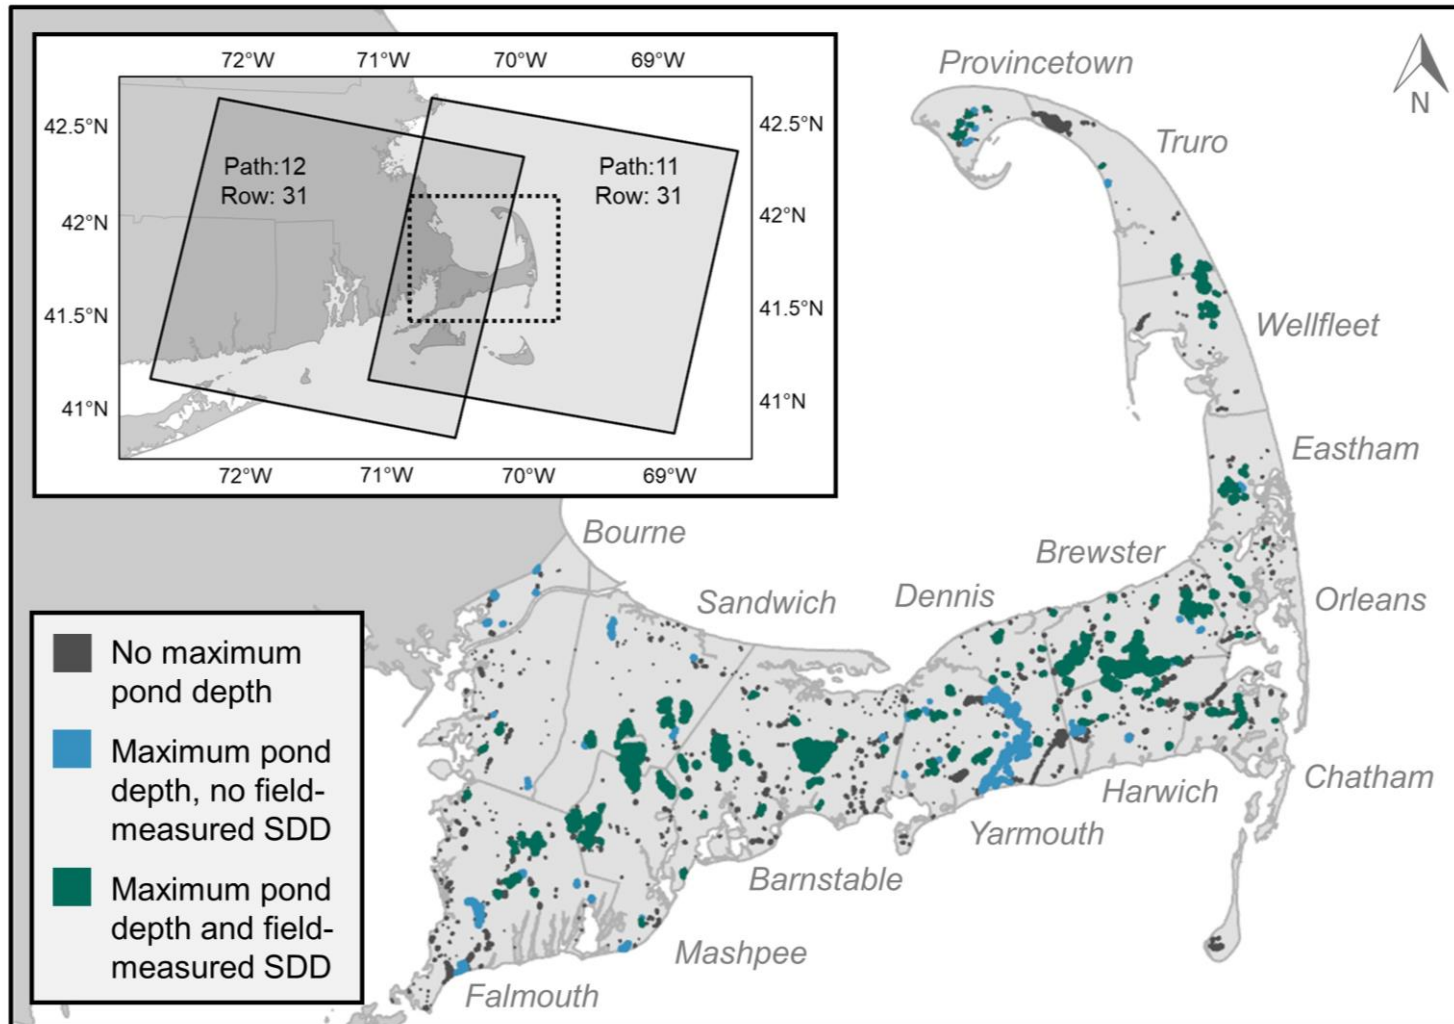 72°W 71°W 70°W 69°W
42.5°N 42.5°N
Path:12 Path:11
Row: 31 Row: 31
42°N 42°N
41.5°N 41.5°N
41°N 41°N
72°W 71°W 70°W 69°W
N
Provincetown
Truro
Wellfleet
Eastham
Bourne
Brewster
Sandwich
Dennis
Orleans
Chatham
Harwich
Yarmouth
Barnstable
Mashpee
Falmouth
No maximum
pond depth
Maximum pond
depth, no field-
measured SDD
Maximum pond
depth and field-
measured SDD